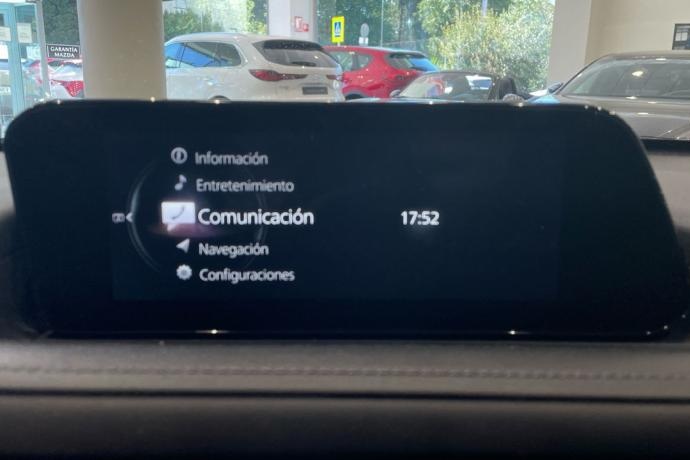 GARANTÍA
MAZDA
Información
Entretenimiento
Comunicación
17:52
Navegación
Configuraciones